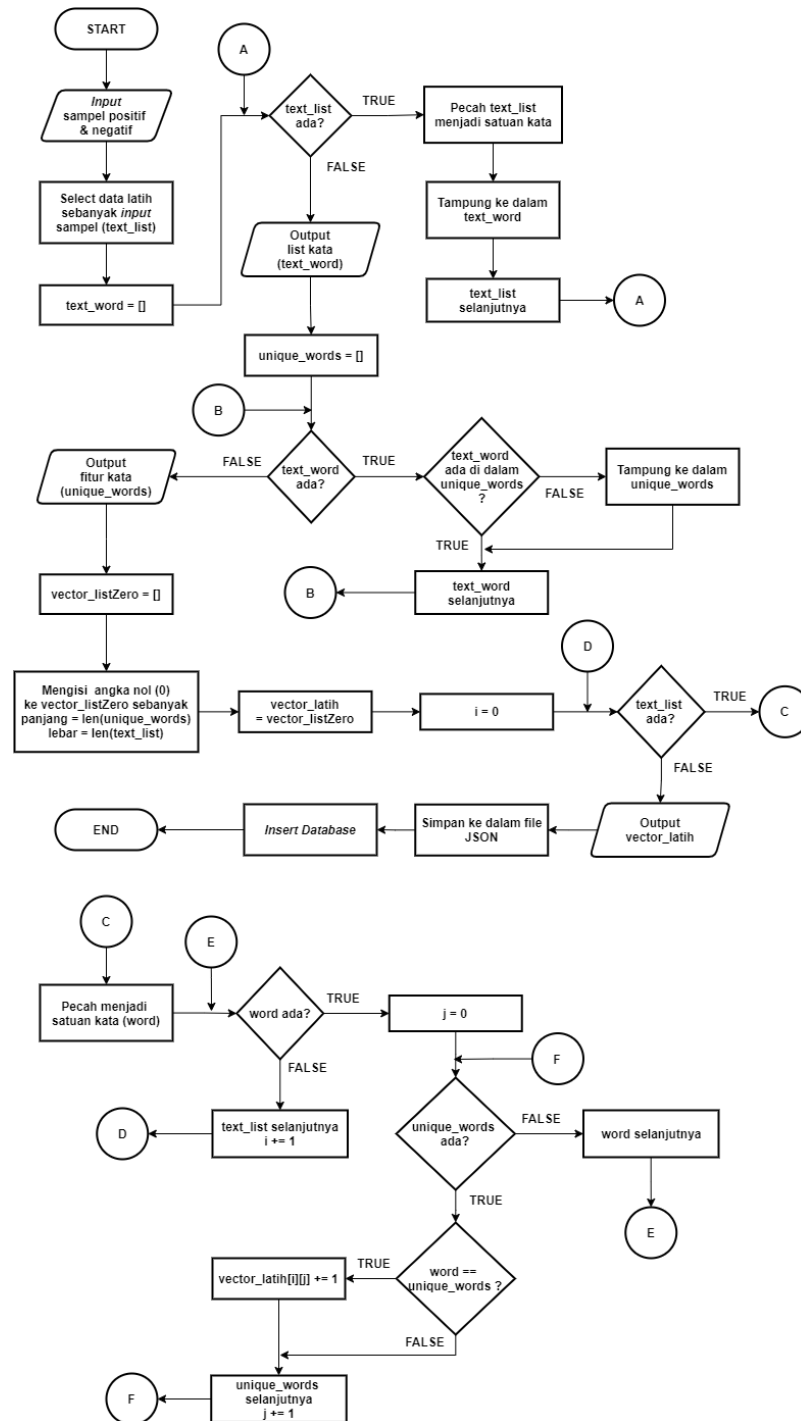 START
Input
sampel positif
& negatif
Select data latih
sebanyak input
sampel (text_list)
text_word = []
A
text_list
ada?
TRUE
FALSE
Pecah text_list
menjadi satuan kata
Tampung ke dalam
text_word
text_list
selanjutnya
A
Output
list kata
(text_word)
unique_words = []
B
text_word
ada?
FALSE
TRUE
Output
fitur kata
(unique_words)
text_word
ada di dalam
unique_words
?
FALSE
TRUE
Tampung ke dalam
unique_words
text_word
selanjutnya
B
vector_listZero = []
Mengisi angka nol (0)
ke vector_listZero sebanyak
panjang = len(unique_words)
lebar = len(text_list)
vector_latih
= vector_listZero
i = 0
D
text_list
ada?
TRUE
C
FALSE
Output
vector_latih
Simpan ke dalam file
JSON
Insert Database
END
C
Pecah menjadi
satuan kata (word)
E
word ada?
TRUE
FALSE
j = 0
F
text_list selanjutnya
i += 1
D
unique_words
ada?
FALSE
TRUE
word selanjutnya
E
word ==
unique_words ?
TRUE
FALSE
vector_latih[i][j] += 1
unique_words
selanjutnya
j += 1
F